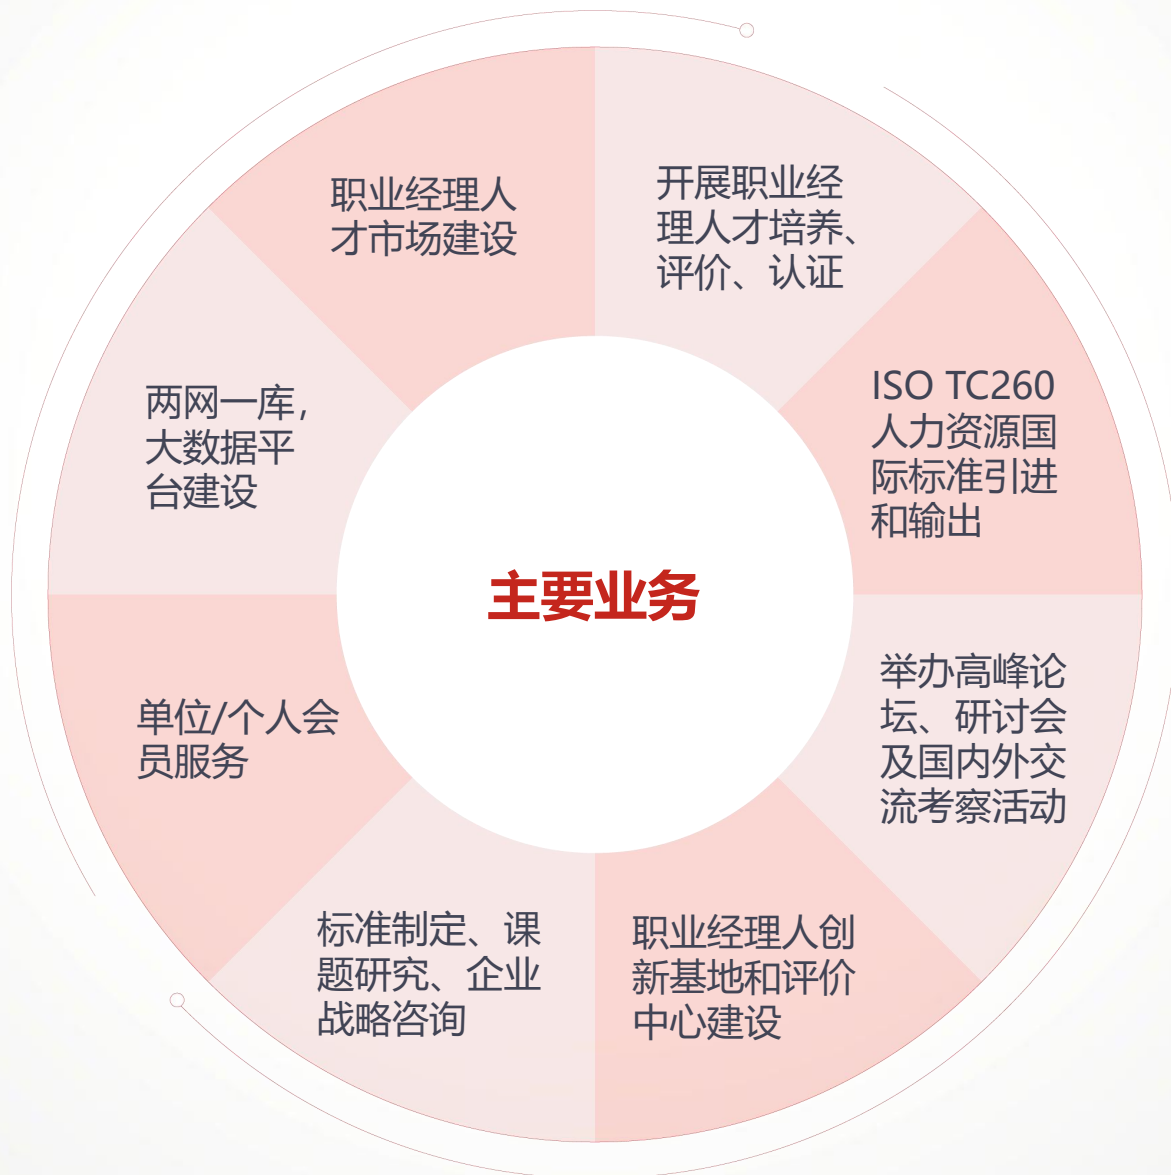 职业经理人
才市场建设
开展职业经
理人才培养、
评价、认证
两网一库，
大数据平
台建设
ISO TC260
人力资源国
际标准引进
和输出
主要业务
单位/个人会
员服务
举办高峰论
坛、研讨会
及国内外交
流考察活动
标准制定、课
题研究、企业
战略咨询
职业经理人创
新基地和评价
中心建设